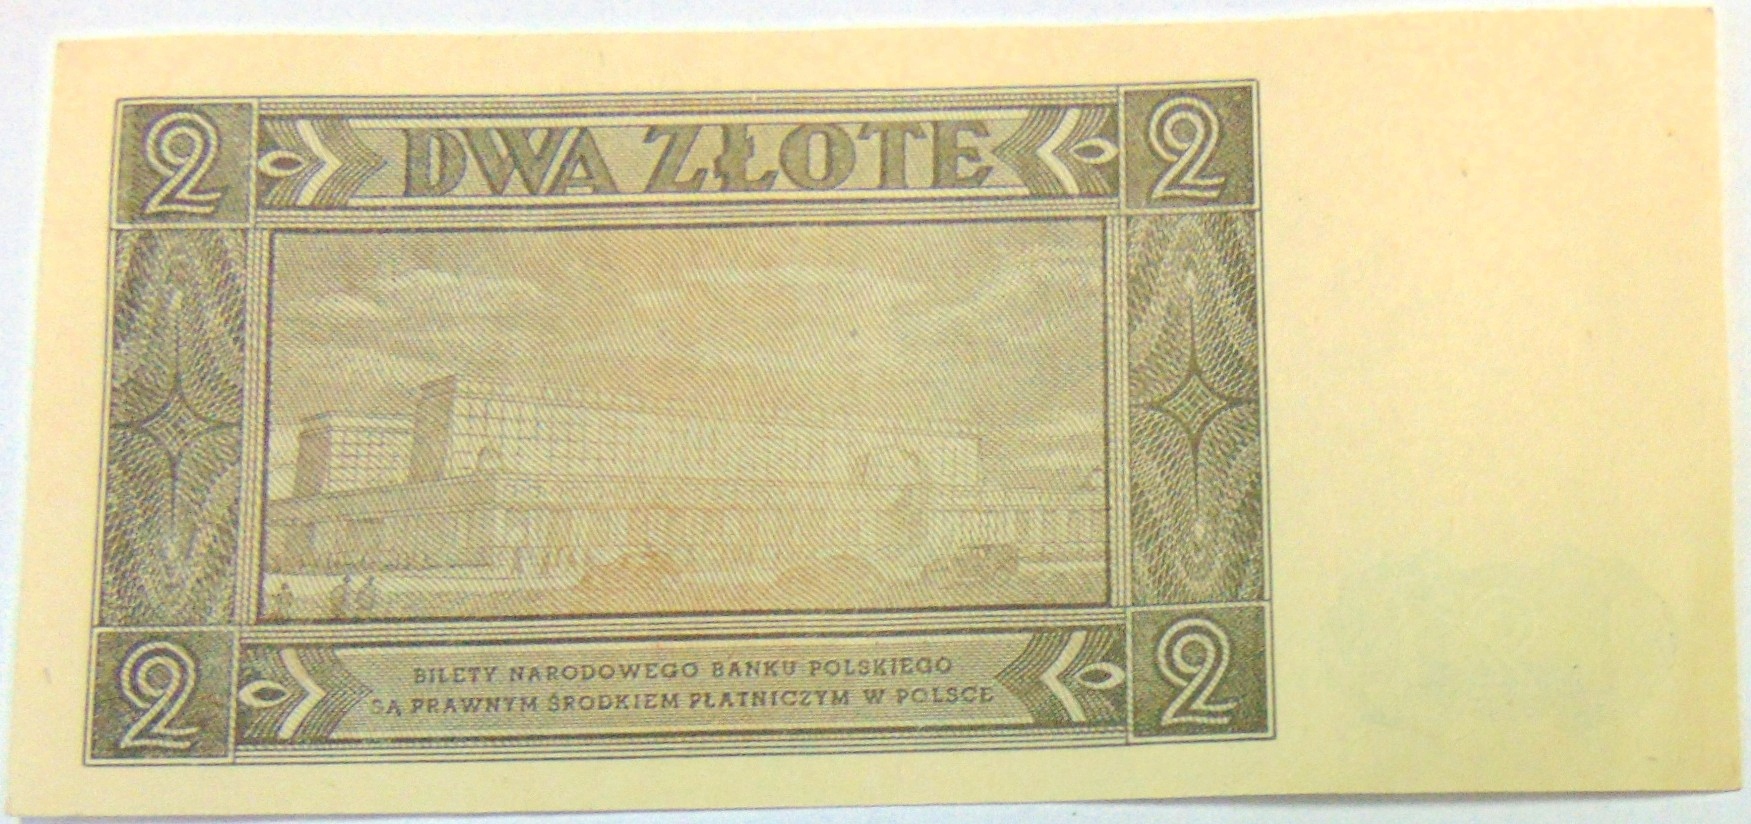 2 DWA ZŁOTE 2
2 BILETY NARODOWEGO BANKU POLSKIEGO 2
SĄ PRAWNYM ŚRODKIEM PŁATNICZYM W POLSCE